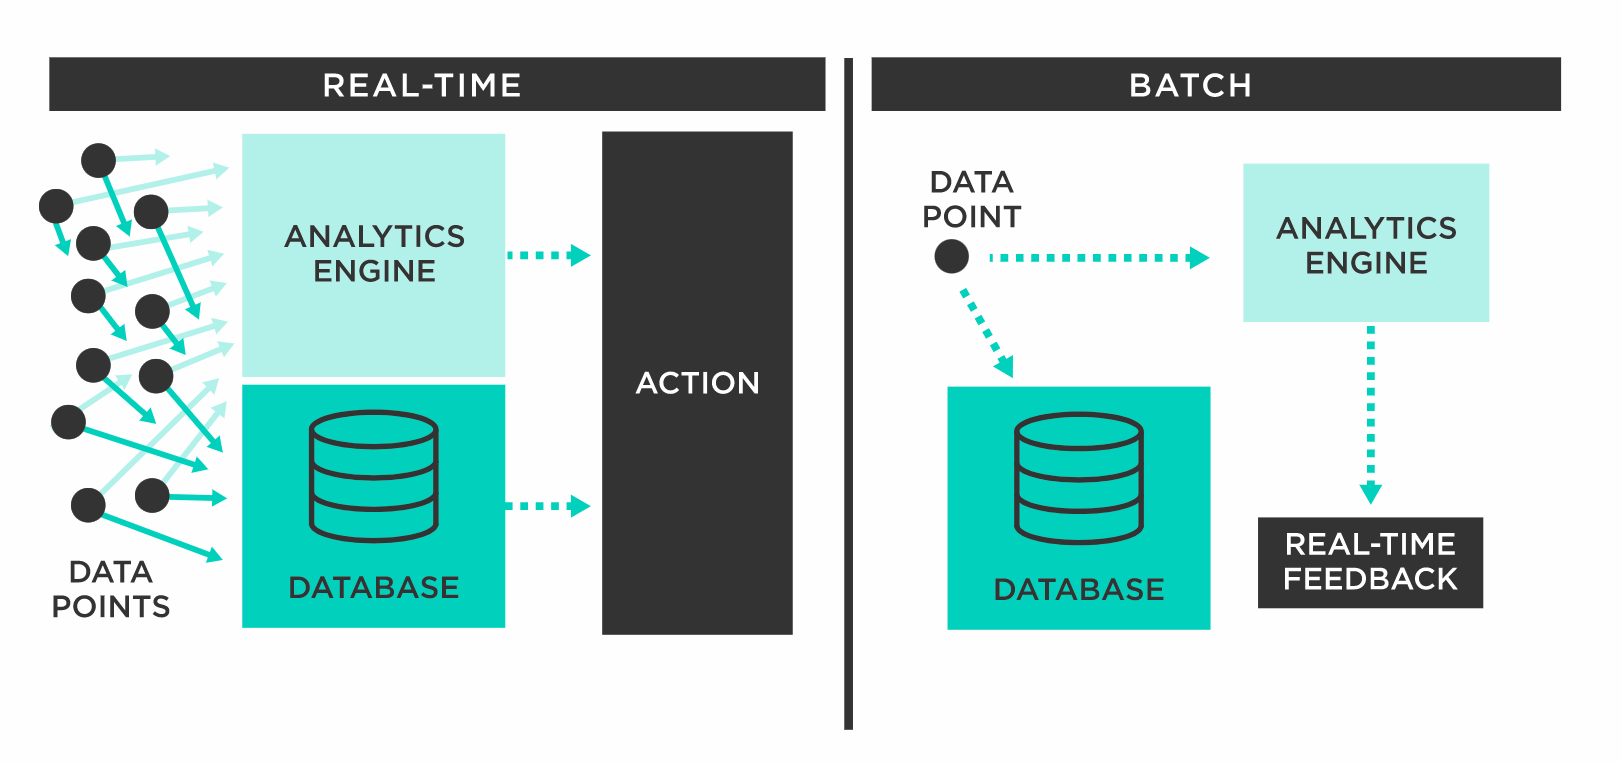 REAL-TIME
ANALYTICS
ENGINE
ACTION
DATABASE
DATA
POINTS
BATCH
DATA
POINT
ANALYTICS
ENGINE
DATABASE
REAL-TIME
FEEDBACK